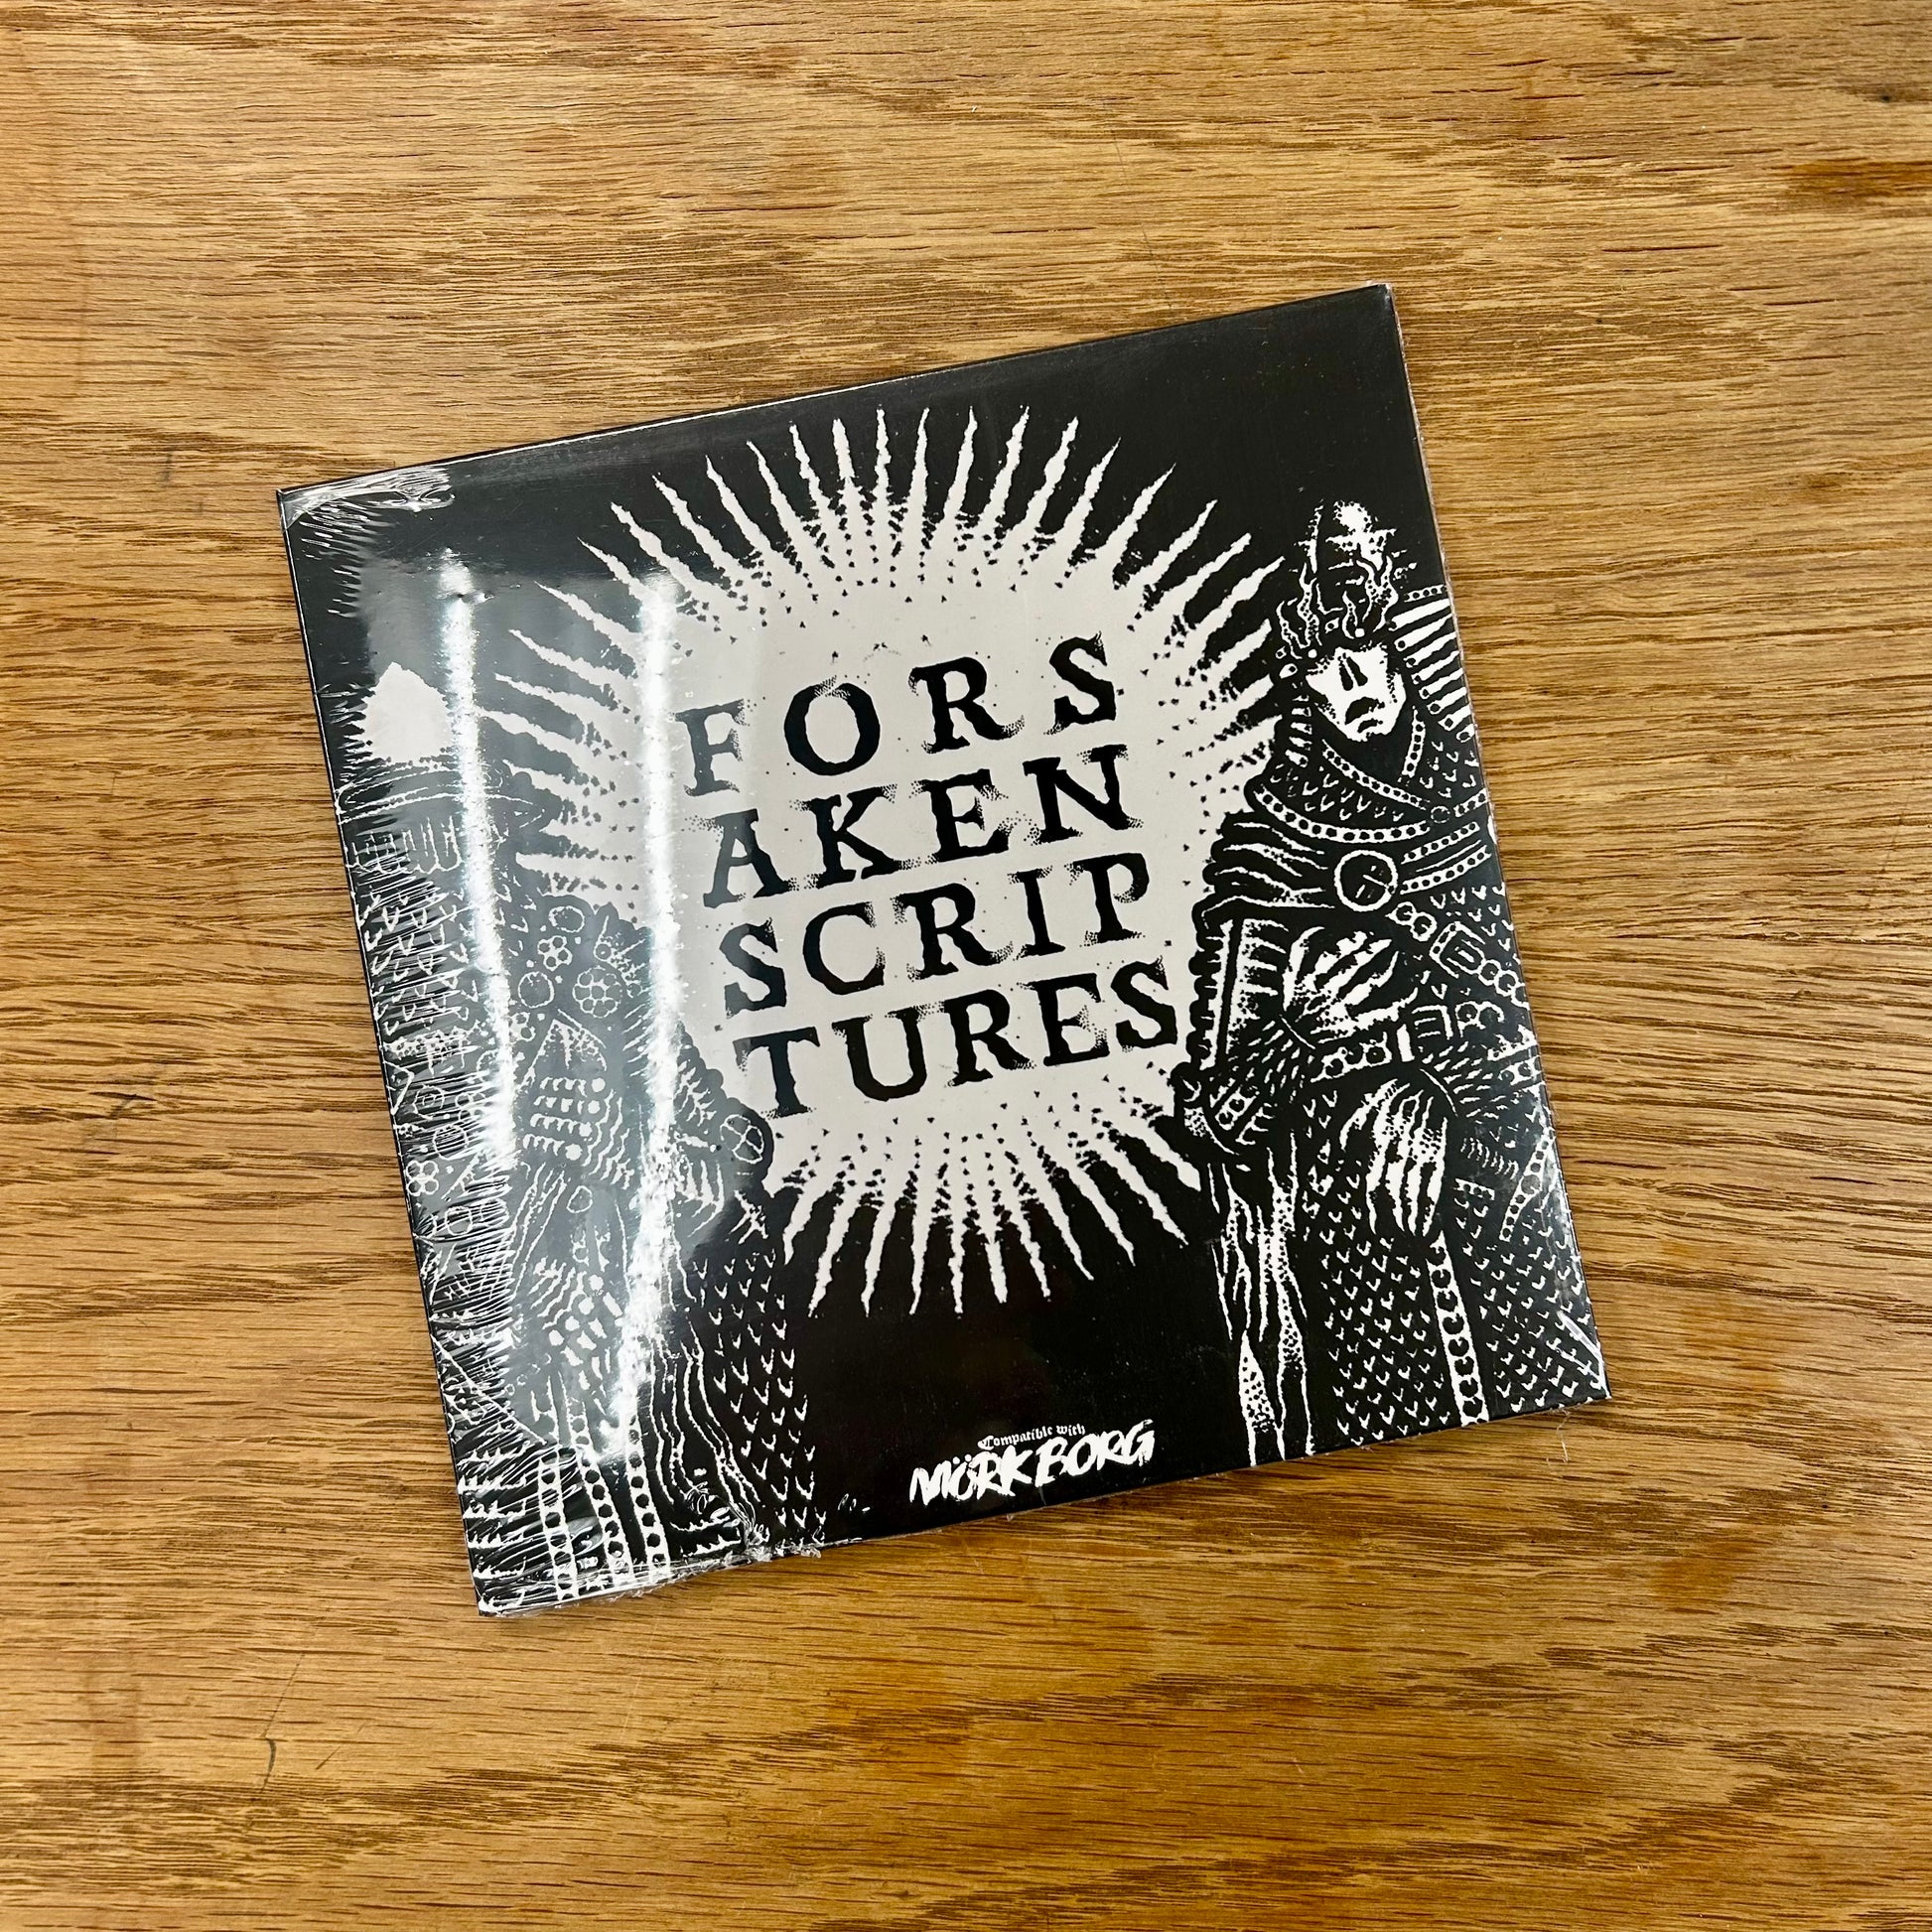 FORS
AKEN
SCRIP
TURES
Compatible with
MÖRK BORG